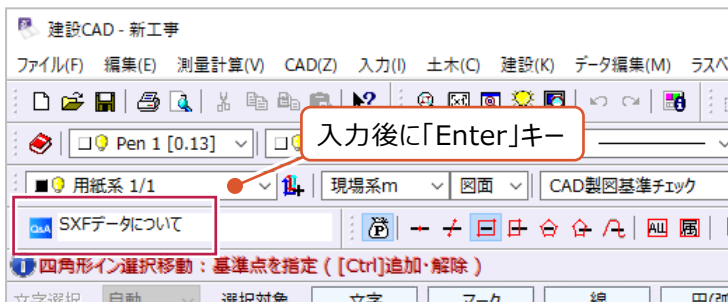 建設CAD - 新工事
ファイル(F) 編集(E) 測量計算(V) CAD(Z) 入力(I) 土木(C) 建設(K) データ編集(M) ラスベ
入力後に「Enter」キー
Pen 1 [0.13]
用紙系 1/1 現場系m 図面 CAD製図基準チェック
Q&A SXFデータについて P ALL 属
四角形イン選択移動：基準点を指定 ( [Ctrl]追加・解除 )
文字選択 自動 選択対象 文字 マーク 線